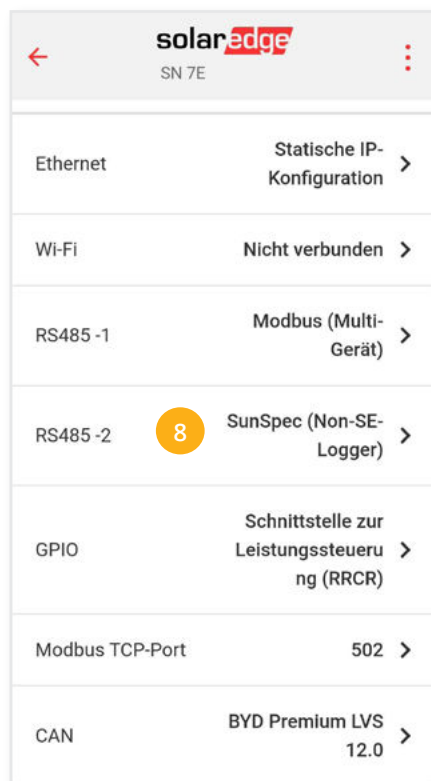 solaredge
SN 7E
Ethernet
Statische IP-
Konfiguration
Wi-Fi
Nicht verbunden
RS485 -1
Modbus (Multi-
Gerät)
RS485 -2
8
SunSpec (Non-SE-
Logger)
GPIO
Schnittstelle zur
Leistungssteueru
ng (RRCR)
Modbus TCP-Port
502
CAN
BYD Premium LVS
12.0